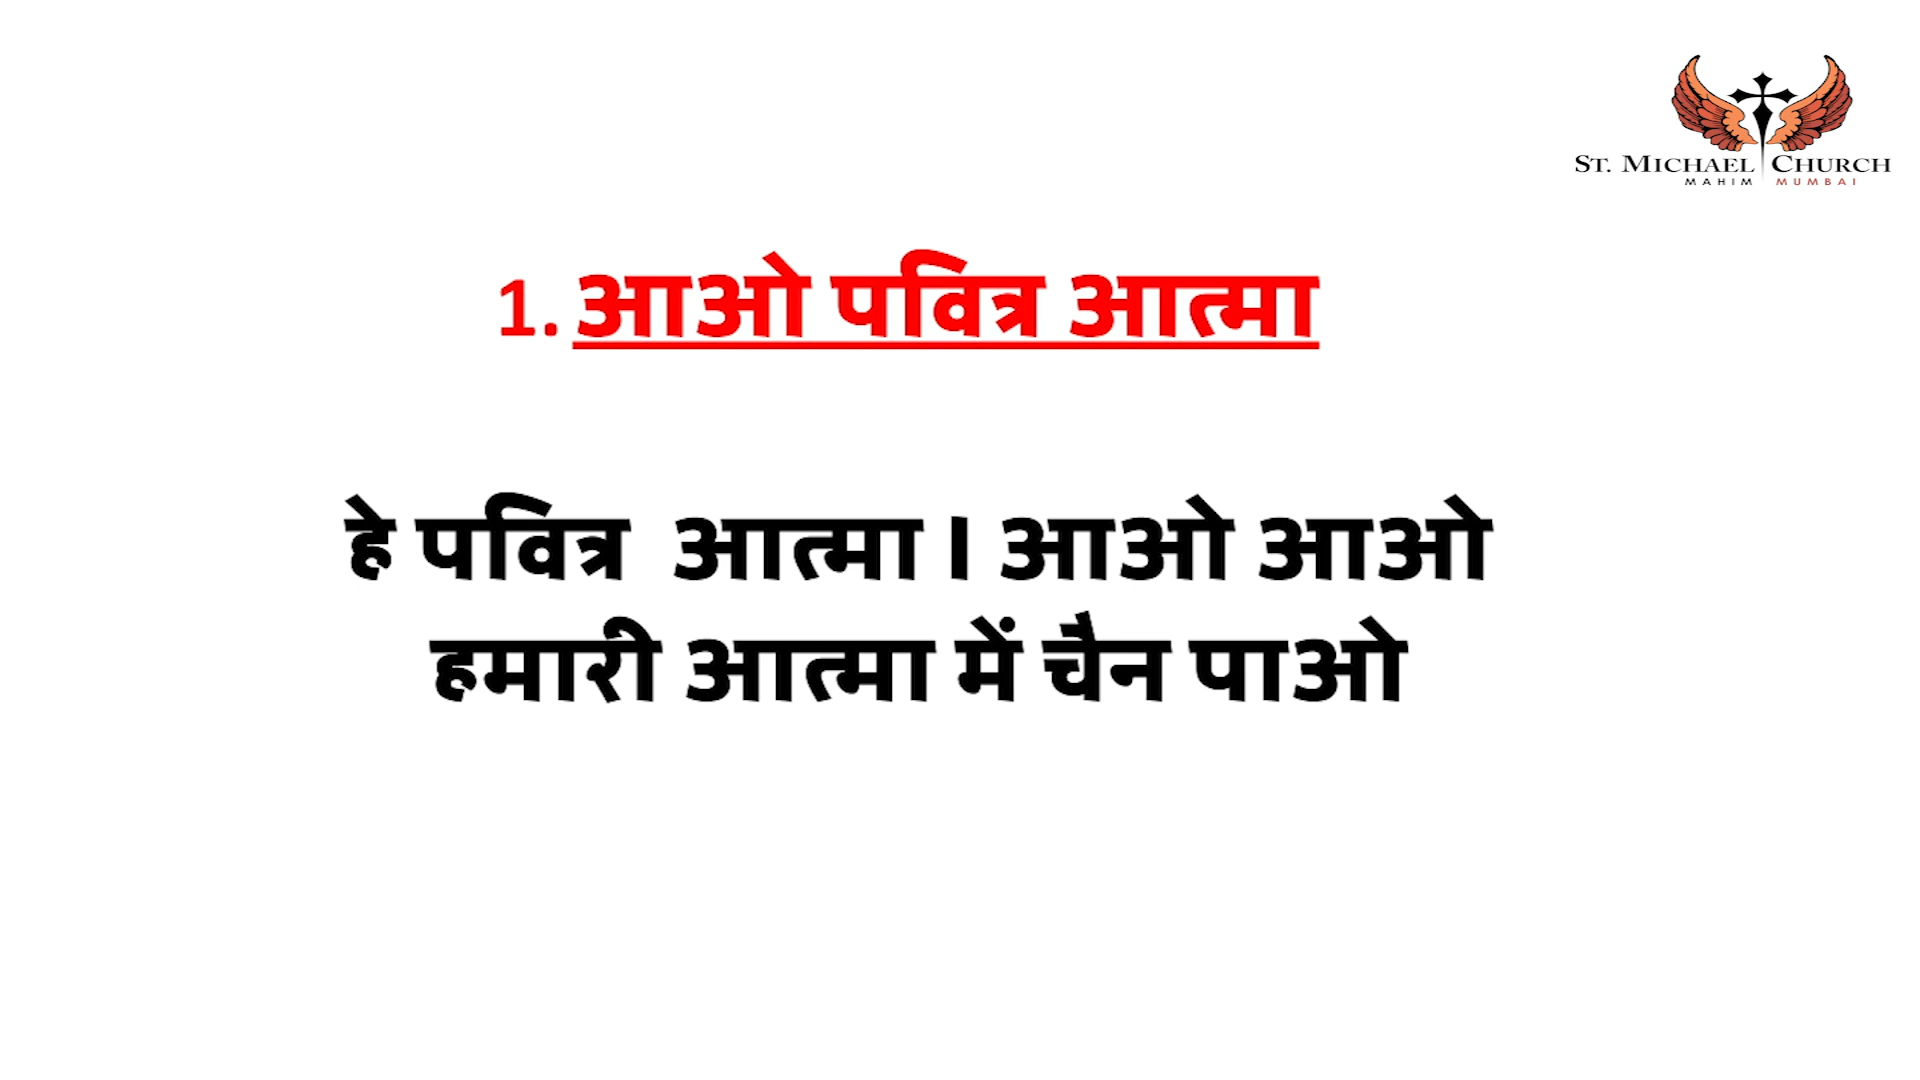 ST. MICHAEL CHURCH
MAHIM MUMBAI
1. आओ पवित्र आत्मा
हे पवित्र आत्मा । आओ आओ
हमारी आत्मा में चैन पाओ